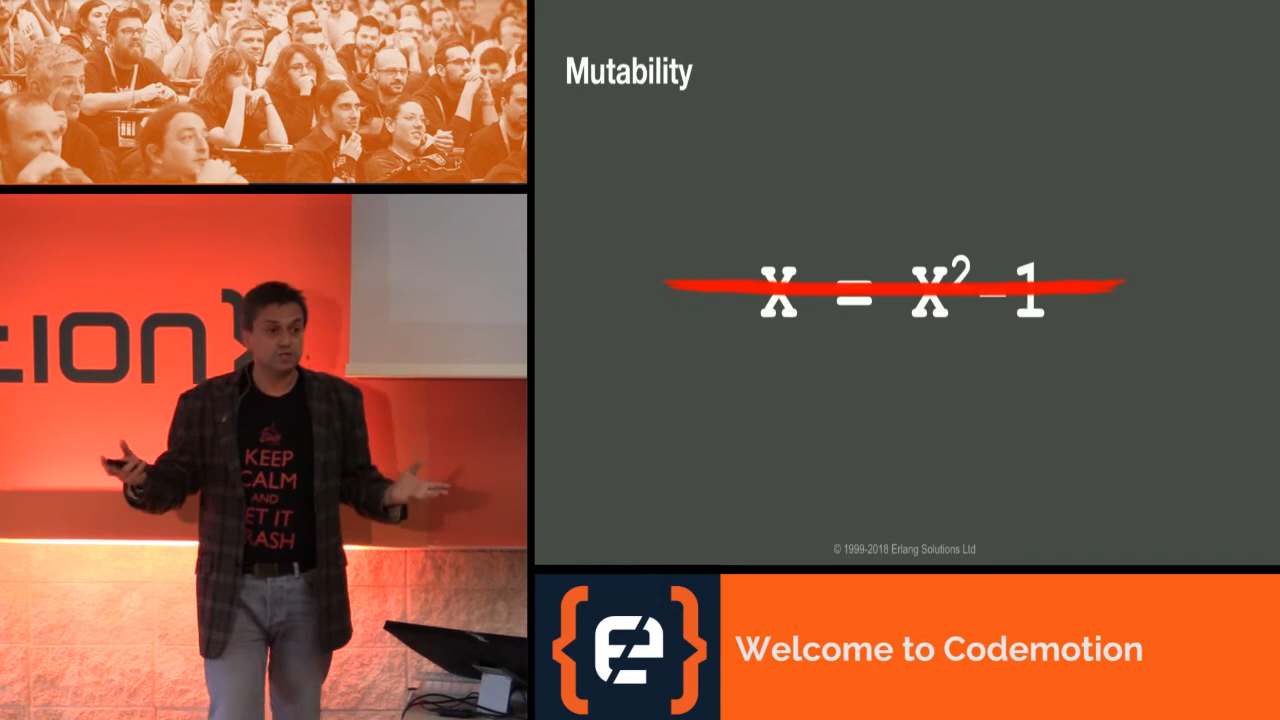 Mutability
X = X²-1
© 1999-2018 Erlang Solutions Ltd
tion
KEEP
CALM
AND
ET IT
RASH
Welcome to Codemotion